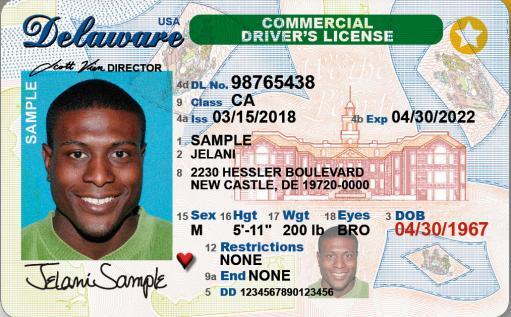 Delaware USA
COMMERCIAL
DRIVER'S LICENSE
DIRECTOR
SAMPLE
4d DL No. 98765438
9 Class CA
4a Iss 03/15/2018 4b Exp 04/30/2022
1 SAMPLE
2 JELANI
8 2230 HESSLER BOULEVARD
NEW CASTLE, DE 19720-0000
15 Sex 16 Hgt 17 Wgt 18 Eyes 3 DOB
M 5'-11" 200 lb BRO 04/30/1967
12 Restrictions
NONE
9a End NONE
5 DD 1234567890123456
Jelani Sample